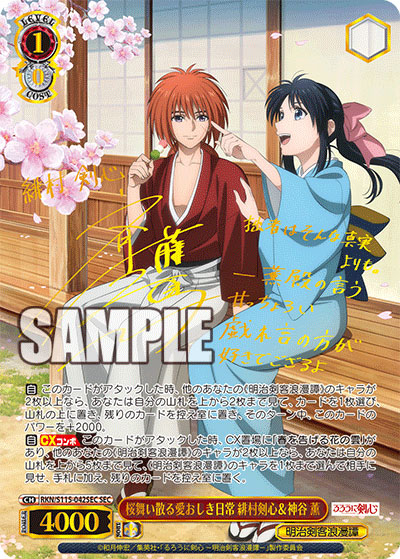 LEVEL
1
0
COST
緋村 剣心
拙者はそんな真実
よりも。
薫殿の言う
甘っちょろい
戯れ言の方が
好きでござるよ
SAMPLE
自 このカードがアタックした時、他のあなたの《明治剣客浪漫譚》のキャラが
2枚以上なら、あなたは自分の山札を上から2枚まで見て、カードを1枚選び、
山札の上に置き、残りのカードを控え室に置き、そのターン中、このカードの
パワーを+2000。
自 CXコンボ このカードがアタックした時、CX置場に「春を告げる花の雲」が
あり、他のあなたの《明治剣客浪漫譚》のキャラがいるなら、あなたは自分の
山札を上から5枚まで見て、《明治剣客浪漫譚》のキャラを1枚まで選んで相手に
見せ、手札に加え、残りのカードを控え室に置く。
CH RKN/S115-042SEC SEC
桜舞い散る愛おしき日常 緋村剣心&神谷 薫
るろうに剣心
POWER
4000
明治剣客浪漫譚
©和月伸宏/集英社・「るろうに剣心 -明治剣客浪漫譚-」製作委員会